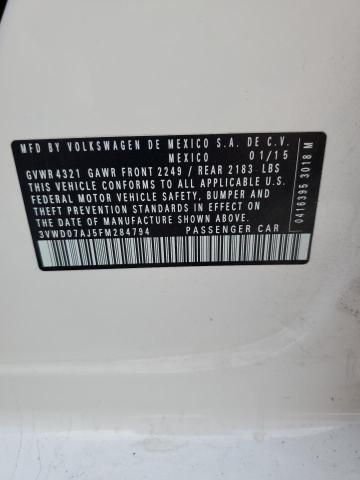 MFD BY VOLKSWAGEN DE MEXICO S.A. DE C.V.
MEXICO 01/15
GVWR 4321 GAWR FRONT 2249 / REAR 2183 LBS
THIS VEHICLE CONFORMS TO ALL APPLICABLE U.S.
FEDERAL MOTOR VEHICLE SAFETY, BUMPER AND
THEFT PREVENTION STANDARDS IN EFFECT ON
THE DATE OF MANUFACTURE SHOWN ABOVE.
3VWD07AJ5FM284794 PASSENGER CAR
0416395 3018 M